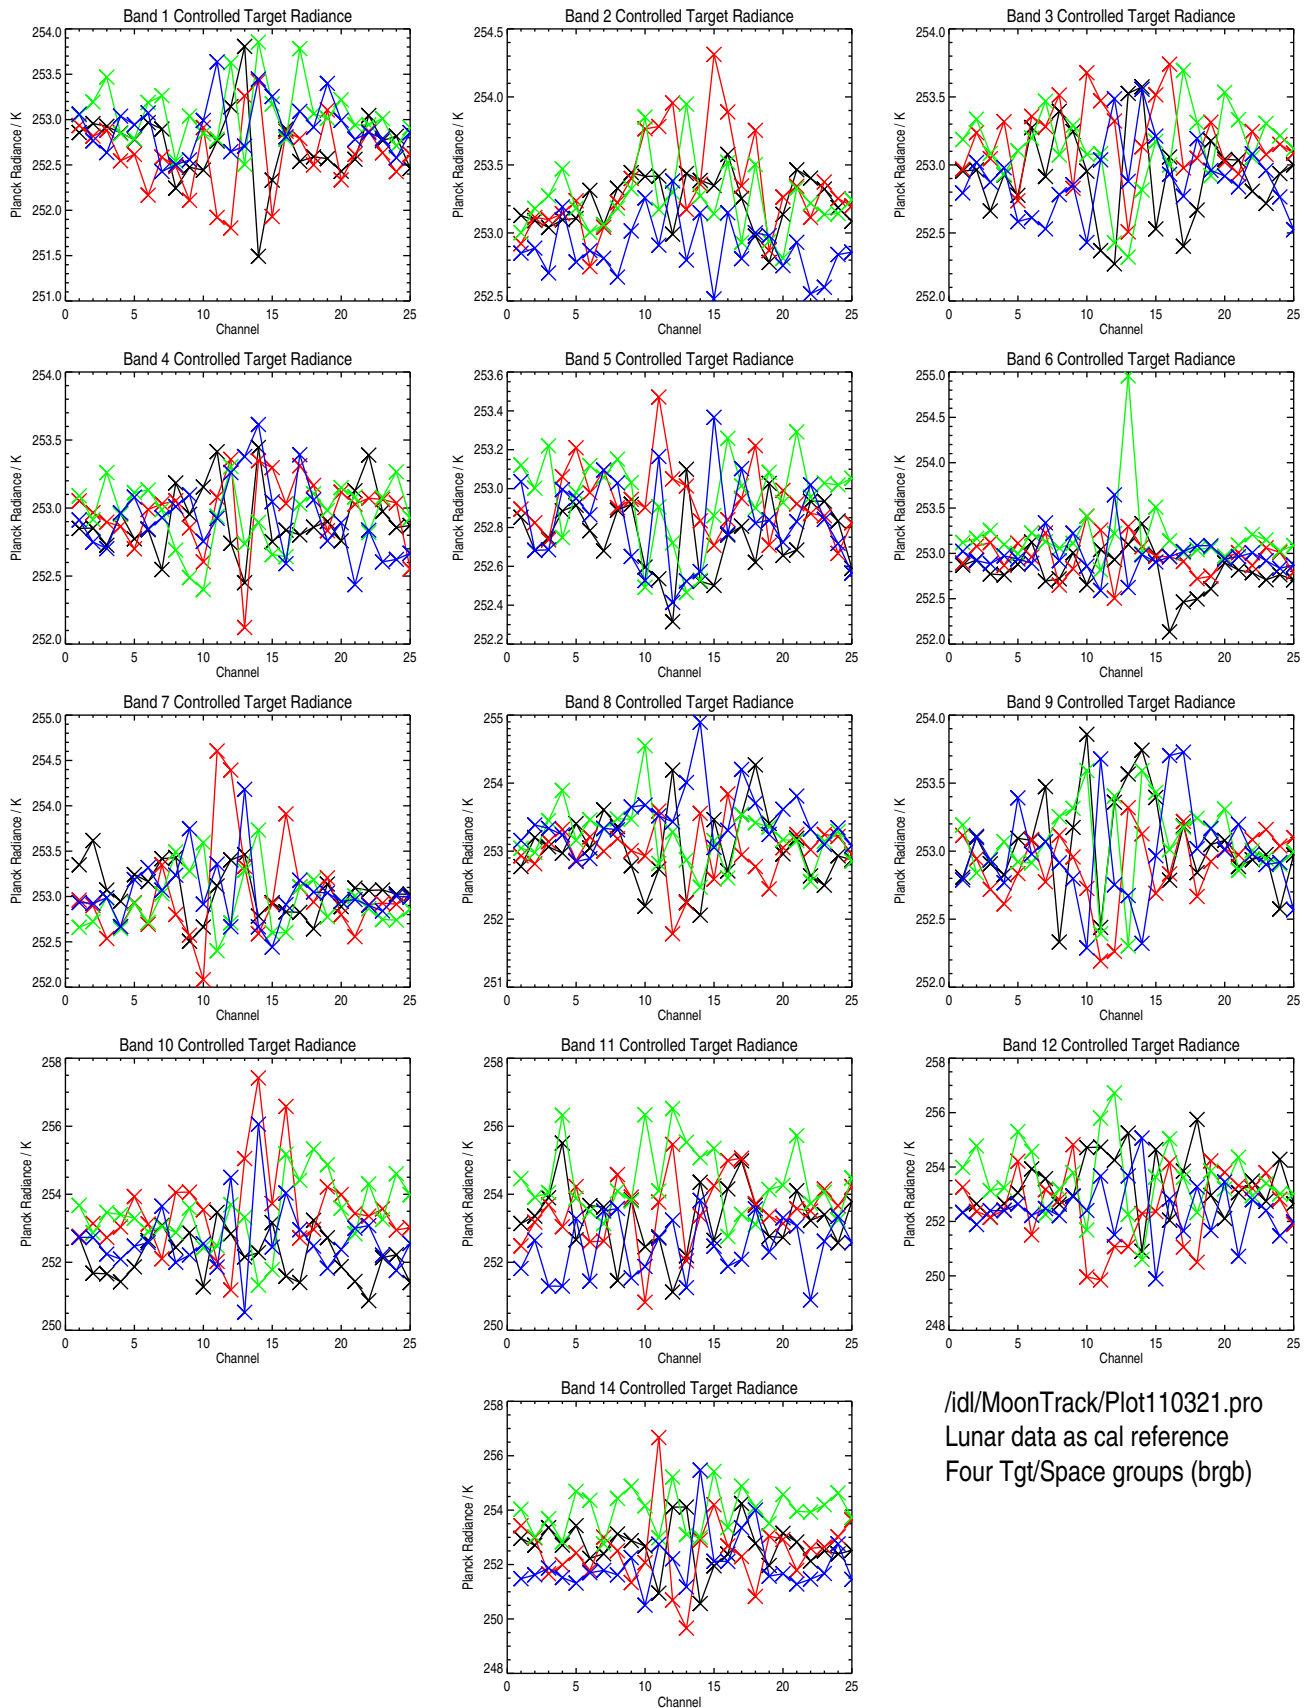 Band 1 Controlled Target Radiance
Planck Radiance / K
254.0
253.5
253.0
252.5
252.0
251.5
251.0
0 5 10 15 20 25
Channel
Band 2 Controlled Target Radiance
Planck Radiance / K
254.5
254.0
253.5
253.0
252.5
0 5 10 15 20 25
Channel
Band 3 Controlled Target Radiance
Planck Radiance / K
254.0
253.5
253.0
252.5
252.0
0 5 10 15 20 25
Channel
Band 4 Controlled Target Radiance
Planck Radiance / K
254.0
253.5
253.0
252.5
252.0
0 5 10 15 20 25
Channel
Band 5 Controlled Target Radiance
Planck Radiance / K
253.6
253.4
253.2
253.0
252.8
252.6
252.4
252.2
0 5 10 15 20 25
Channel
Band 6 Controlled Target Radiance
Planck Radiance / K
255.0
254.5
254.0
253.5
253.0
252.5
252.0
0 5 10 15 20 25
Channel
Band 7 Controlled Target Radiance
Planck Radiance / K
255.0
254.5
254.0
253.5
253.0
252.5
252.0
0 5 10 15 20 25
Channel
Band 8 Controlled Target Radiance
Planck Radiance / K
255
254
253
252
251
0 5 10 15 20 25
Channel
Band 9 Controlled Target Radiance
Planck Radiance / K
254.0
253.5
253.0
252.5
252.0
0 5 10 15 20 25
Channel
Band 10 Controlled Target Radiance
Planck Radiance / K
258
256
254
252
250
0 5 10 15 20 25
Channel
Band 11 Controlled Target Radiance
Planck Radiance / K
258
256
254
252
250
0 5 10 15 20 25
Channel
Band 12 Controlled Target Radiance
Planck Radiance / K
258
256
254
252
250
248
0 5 10 15 20 25
Channel
Band 14 Controlled Target Radiance
Planck Radiance / K
258
256
254
252
250
248
0 5 10 15 20 25
Channel
/idl/MoonTrack/Plot110321.pro
Lunar data as cal reference
Four Tgt/Space groups (brgb)